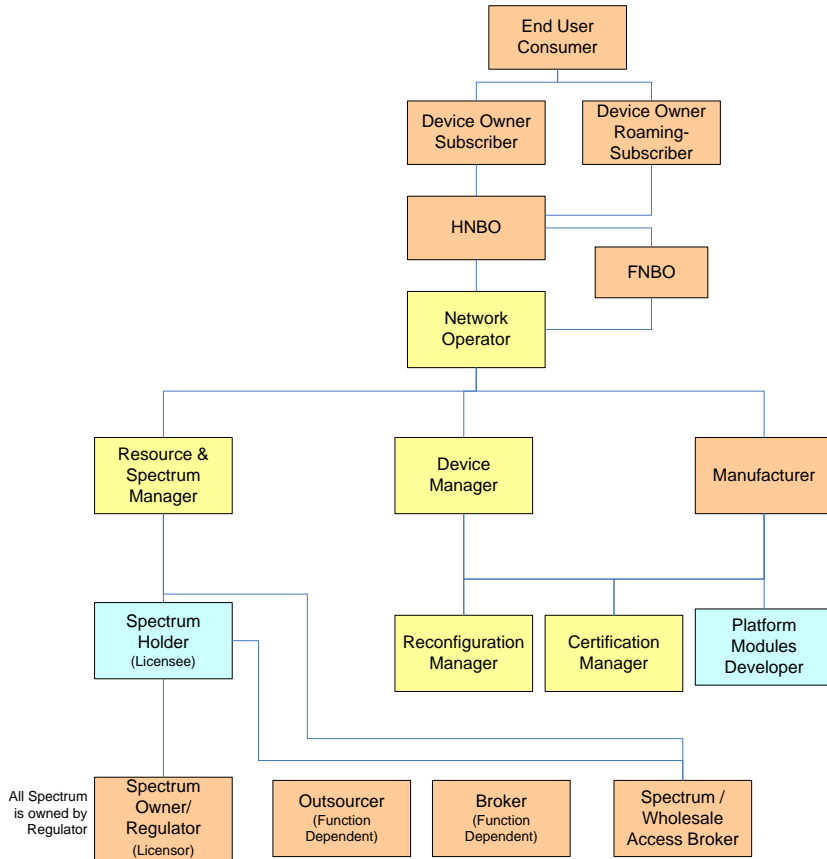 End User
Consumer
Device Owner
Subscriber
Device Owner
Roaming-
Subscriber
HNBO
FNBO
Network
Operator
Resource &
Spectrum
Manager
Device
Manager
Manufacturer
Spectrum
Holder
(Licensee)
Reconfiguration
Manager
Certification
Manager
Platform
Modules
Developer
All Spectrum
is owned by
Regulator
Spectrum
Owner/
Regulator
(Licensor)
Outsourcer
(Function
Dependent)
Broker
(Function
Dependent)
Spectrum /
Wholesale
Access Broker